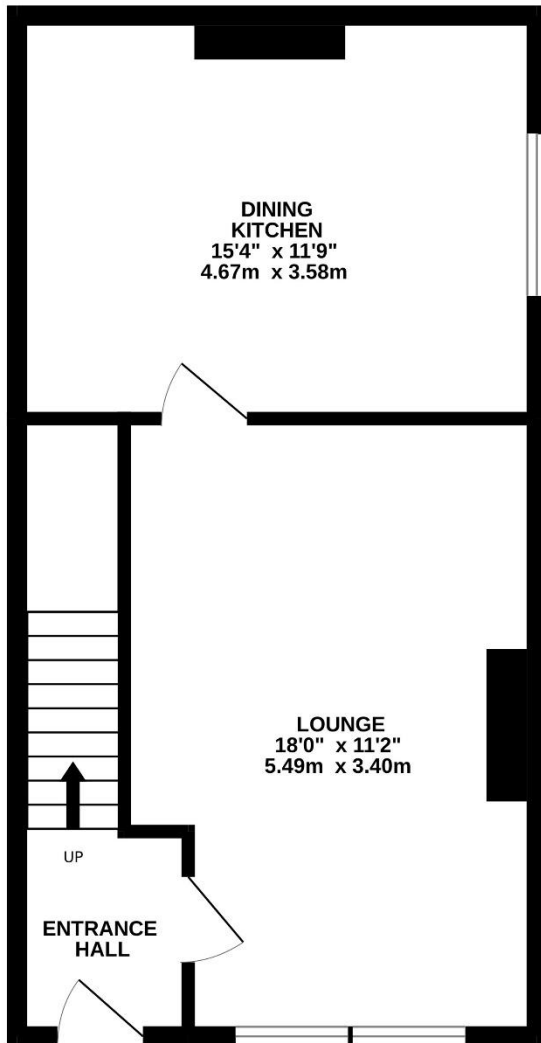 DINING
KITCHEN
15'4" x 11'9"
4.67m x 3.58m
LOUNGE
18'0" x 11'2"
5.49m x 3.40m
UP
ENTRANCE
HALL